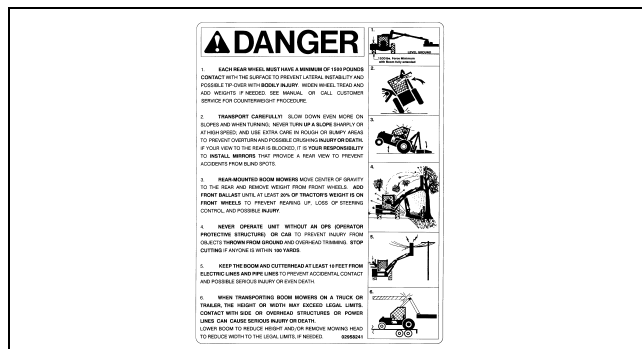 DANGER
1. EACH REAR WHEEL MUST HAVE A MINIMUM OF 1500 POUNDS
CONTACT WITH THE SURFACE TO PREVENT LATERAL INSTABILITY AND
POSSIBLE TIP-OVER WITH BODILY INJURY. WIDEN WHEEL TREAD AND
ADD WEIGHTS IF NEEDED. SEE MANUAL OR CALL CUSTOMER
SERVICE FOR COUNTERWEIGHT PROCEDURE.
2. TRANSPORT CAREFULLY! SLOW DOWN EVEN MORE ON
SLOPES AND WHEN TURNING; NEVER TURN UP A SLOPE SHARPLY OR
AT HIGH SPEED; AND USE EXTRA CARE IN ROUGH OR BUMPY AREAS
TO PREVENT OVERTURN AND POSSIBLE CRUSHING INJURY OR DEATH.
IF YOUR VIEW TO THE REAR IS BLOCKED, IT IS YOUR RESPONSIBILITY
TO INSTALL MIRRORS THAT PROVIDE A REAR VIEW TO PREVENT
ACCIDENTS FROM BLIND SPOTS.
3. REAR-MOUNTED BOOM MOWERS MOVE CENTER OF GRAVITY
TO THE REAR AND REMOVE WEIGHT FROM FRONT WHEELS. ADD
FRONT BALLAST UNTIL AT LEAST 20% OF TRACTOR'S WEIGHT IS ON
FRONT WHEELS TO PREVENT REARING UP, LOSS OF STEERING
CONTROL, AND POSSIBLE INJURY.
4. NEVER OPERATE UNIT WITHOUT AN OPS (OPERATOR
PROTECTIVE STRUCTURE) OR CAB TO PREVENT INJURY FROM
OBJECTS THROWN FROM GROUND AND OVERHEAD TRIMMING. STOP
CUTTING IF ANYONE IS WITHIN 100 YARDS.
5. KEEP THE BOOM AND CUTTERHEAD AT LEAST 10 FEET FROM
ELECTRIC LINES AND PIPE LINES TO PREVENT ACCIDENTAL CONTACT
AND POSSIBLE SERIOUS INJURY OR EVEN DEATH.
6. WHEN TRANSPORTING BOOM MOWERS ON A TRUCK OR
TRAILER, THE HEIGHT OR WIDTH MAY EXCEED LEGAL LIMITS.
CONTACT WITH SIDE OR OVERHEAD STRUCTURES OR POWER
LINES CAN CAUSE SERIOUS INJURY OR DEATH.
LOWER BOOM TO REDUCE HEIGHT AND/OR REMOVE MOWING HEAD
TO REDUCE WIDTH TO THE LEGAL LIMITS, IF NEEDED. 02958241
1.
LEVEL GROUND
1500 lbs. Force Minimum
with Boom fully extended
2.
3.
4.
5.
6.